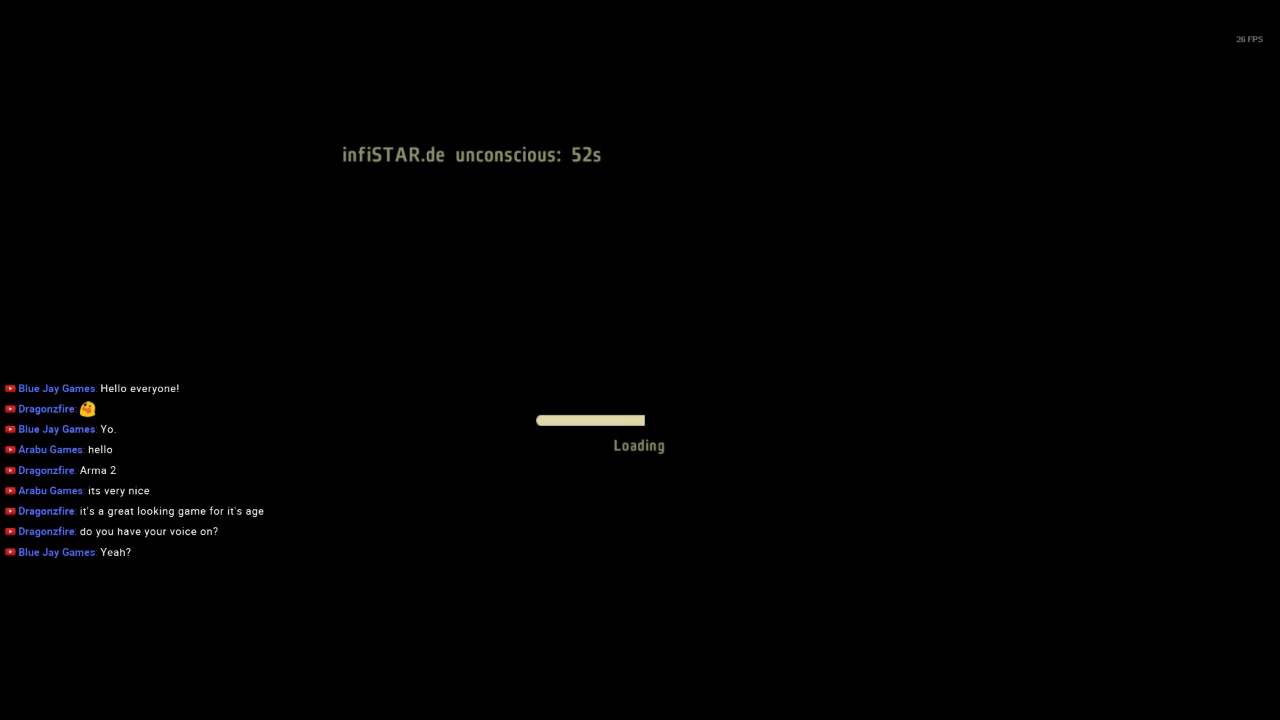 26 FPS
infiSTAR.de unconscious: 52s
Blue Jay Games: Hello everyone!
Dragonzfire:
Blue Jay Games: Yo.
Arabu Games: hello
Dragonzfire: Arma 2
Arabu Games: its very nice
Dragonzfire: it's a great looking game for it's age
Dragonzfire: do you have your voice on?
Blue Jay Games: Yeah?
Loading